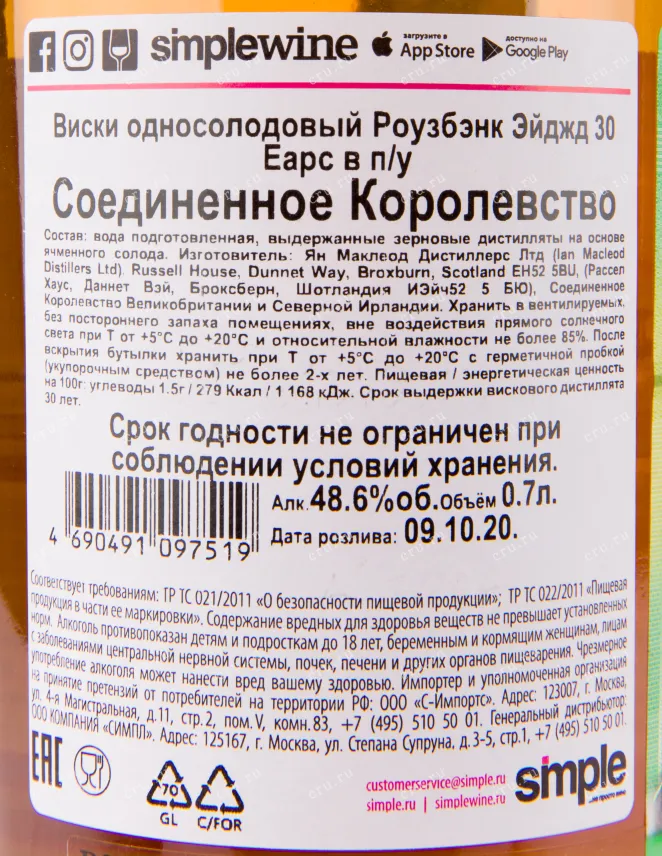 simplewine загрузите в App Store доступно на Google Play
Виски односолодовый Роузбэнк Эйджд 30
Еарс в п/у
Соединенное Королевство
Состав: вода подготовленная, выдержанные зерновые дистилляты на основе
ячменного солода. Изготовитель: Ян Маклеод Дистиллерс Лтд (Ian Macleod
Distillers Ltd). Russell House, Dunnet Way, Broxburn, Scotland EH52 5BU, (Рассел
Хаус, Даннет Вэй, Броксберн, Шотландия ИЭйч52 5 БЮ), Соединенное
Королевство Великобритании и Северной Ирландии. Хранить в вентилируемых,
без постороннего запаха помещениях, вне воздействия прямого солнечного
света при Т от +5°С до +20°С и относительной влажности не более 85%. После
вскрытия бутылки хранить при Т от +5°С до +20°С с герметичной пробкой
(укупорочным средством) не более 2-х лет. Пищевая / энергетическая ценность
на 100г: углеводы 1.5г / 279 Ккал / 1 168 кДж. Срок выдержки вискового дистиллята
30 лет.
Срок годности не ограничен при
соблюдении условий хранения.
Алк.48.6%об.Объём 0.7л.
Дата розлива: 09.10.20.
4 690491 097519
Соответствует требованиям: ТР ТС 021/2011 «О безопасности пищевой продукции»; ТР ТС 022/2011 «Пищевая
продукция в части ее маркировки». Содержание вредных для здоровья веществ не превышает установленных
норм. Алкоголь противопоказан детям и подросткам до 18 лет, беременным и кормящим женщинам, лицам
с заболеваниями центральной нервной системы, почек, печени и других органов пищеварения. Чрезмерное
употребление алкоголя может нанести вред вашему здоровью. Импортер и уполномоченная организация
на принятие претензий от потребителей на территории РФ: ООО «С-Импортс». Адрес: 123007, г. Москва,
ул. 4-я Магистральная, д.11, стр.2, пом.V, комн.83, +7 (495) 510 50 01. Генеральный дистрибьютор:
ООО КОМПАНИЯ «СИМПЛ». Адрес: 125167, г. Москва, ул. Степана Супруна, д.3-5, стр.1, +7 (495) 510 50 01.
EAC
70
GL C/FOR
customerservice@simple.ru
simple.ru | simplewine.ru
simple
...не просто вино
cru.ru